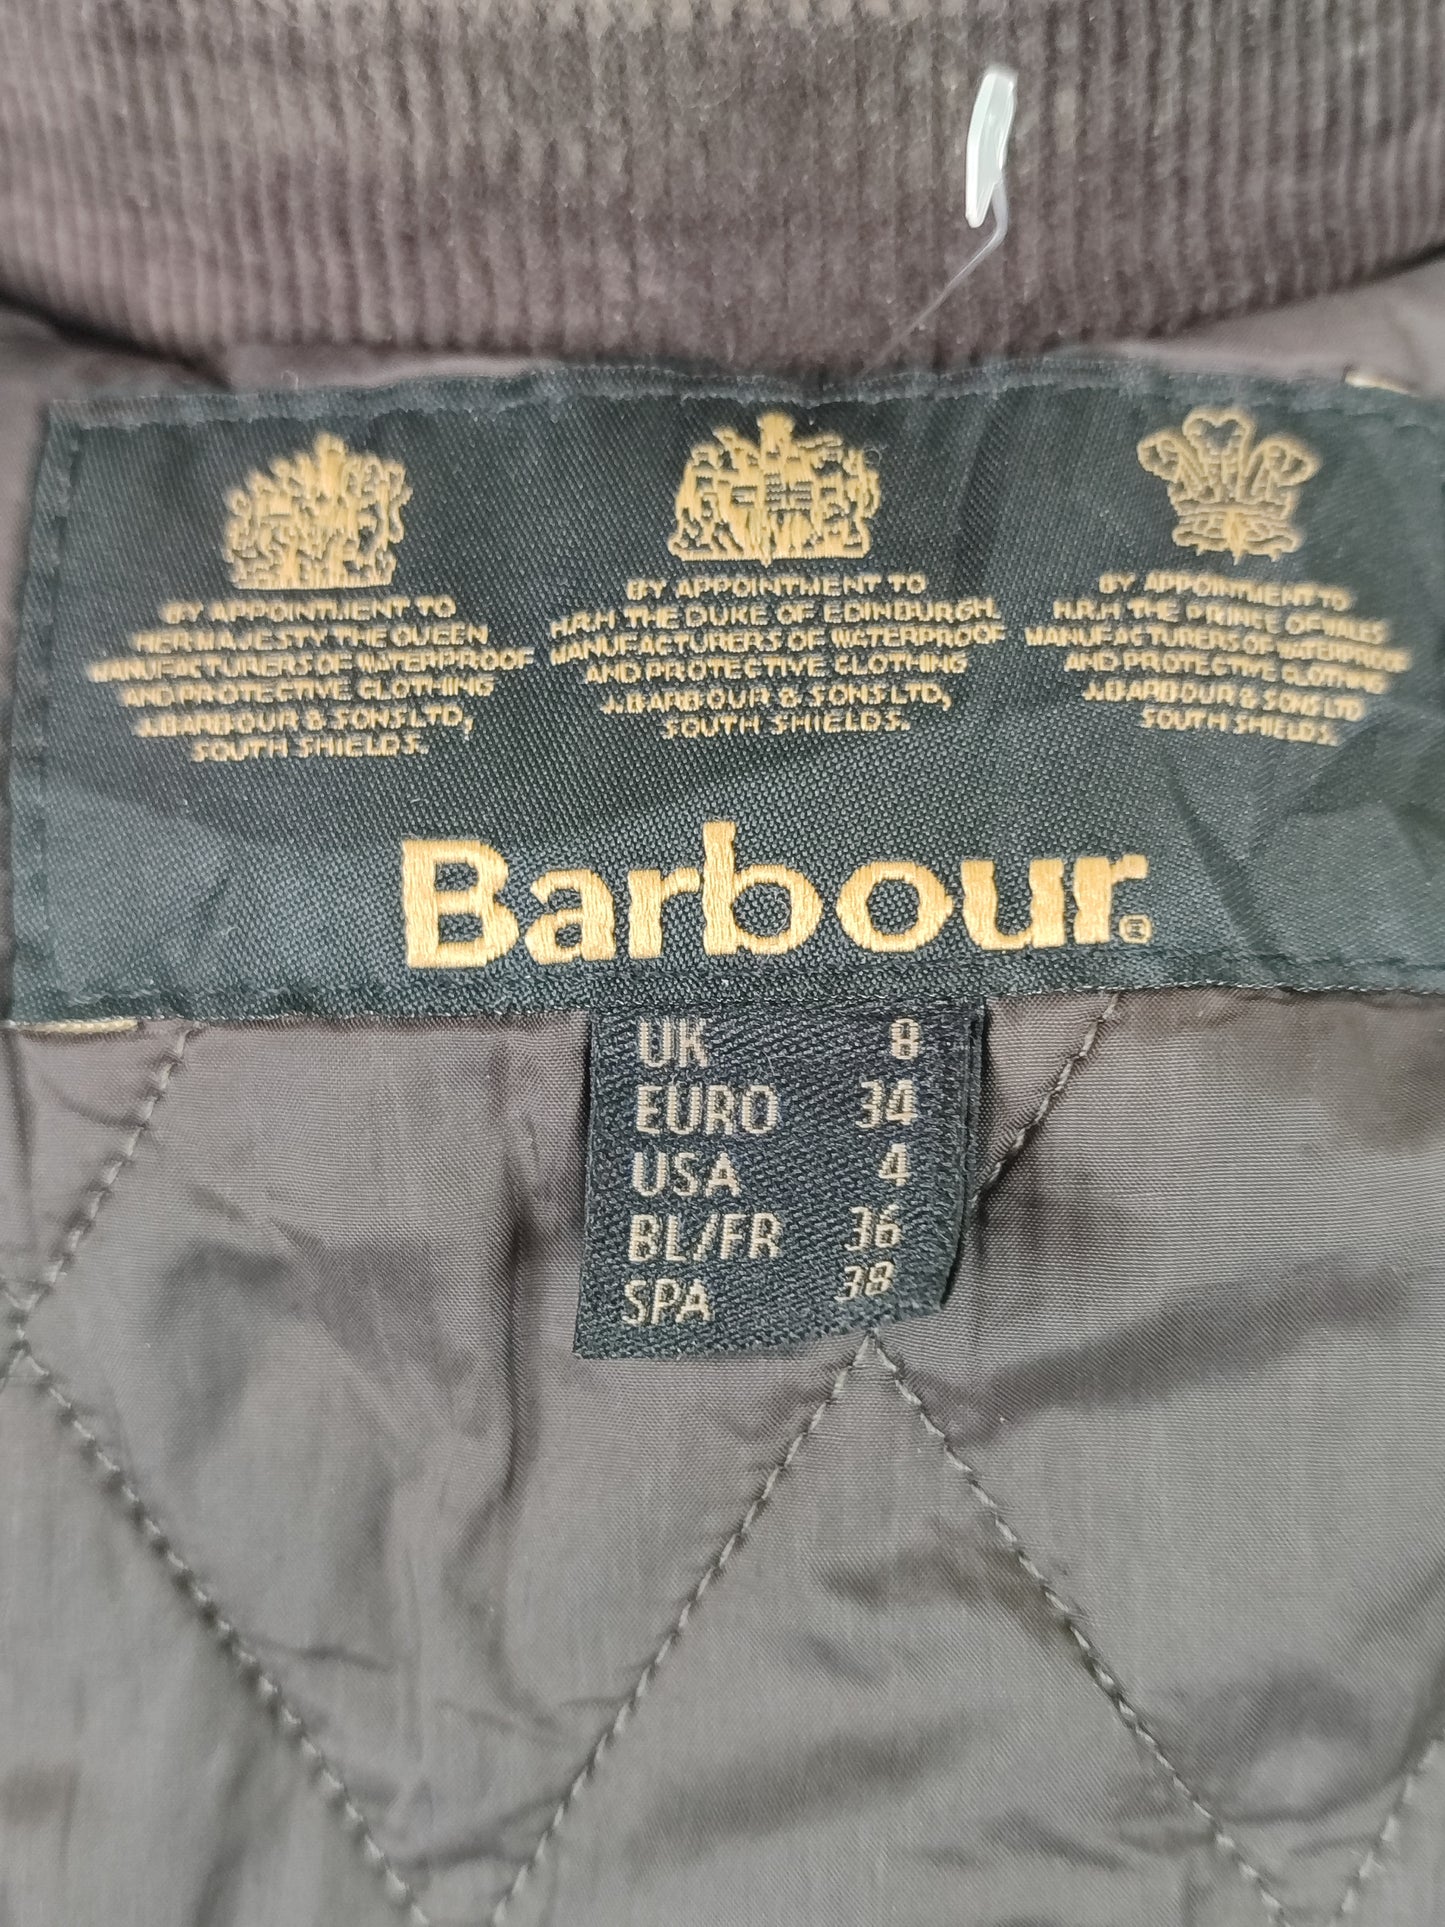 BY APPOINTMENT TO
HER MAJESTY THE QUEEN
MANUFACTURERS OF WATERPROOF
AND PROTECTIVE CLOTHING
J.BARBOUR & SONS LTD,
SOUTH SHIELDS.
BY APPOINTMENT TO
H.R.H THE DUKE OF EDINBURGH.
MANUFACTURERS OF WATERPROOF
AND PROTECTIVE CLOTHING
J.BARBOUR & SONS LTD,
SOUTH SHIELDS.
BY APPOINTMENT TO
H.R.H THE PRINCE OF WALES
MANUFACTURERS OF WATERPROOF
AND PROTECTIVE CLOTHING
J.BARBOUR & SONS LTD
SOUTH SHIELDS.
Barbour®
UK 8
EURO 34
USA 4
BL/FR 36
SPA 38